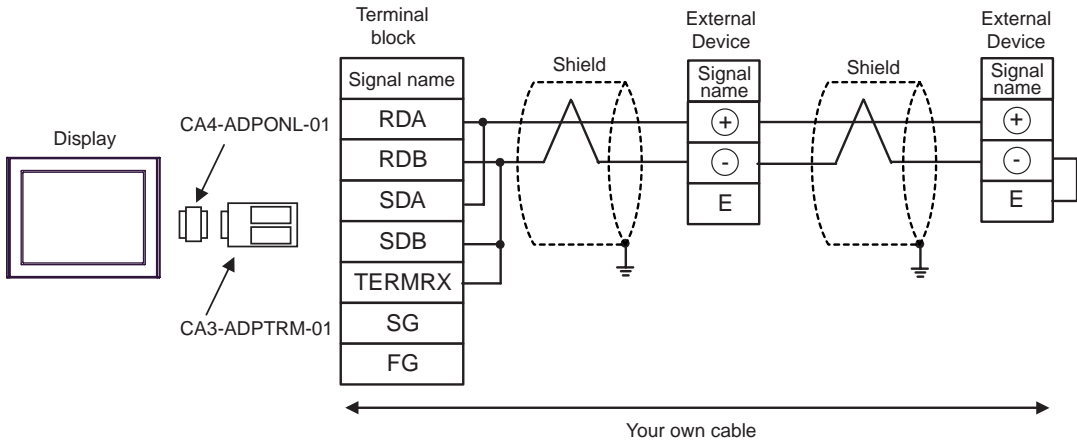 Display
CA4-ADPONL-01
CA3-ADPTRM-01
Terminal
block
Signal name
RDA
RDB
SDA
SDB
TERMRX
SG
FG
Shield
External
Device
Signal
name
+
-
E
Shield
External
Device
Signal
name
+
-
E
Your own cable